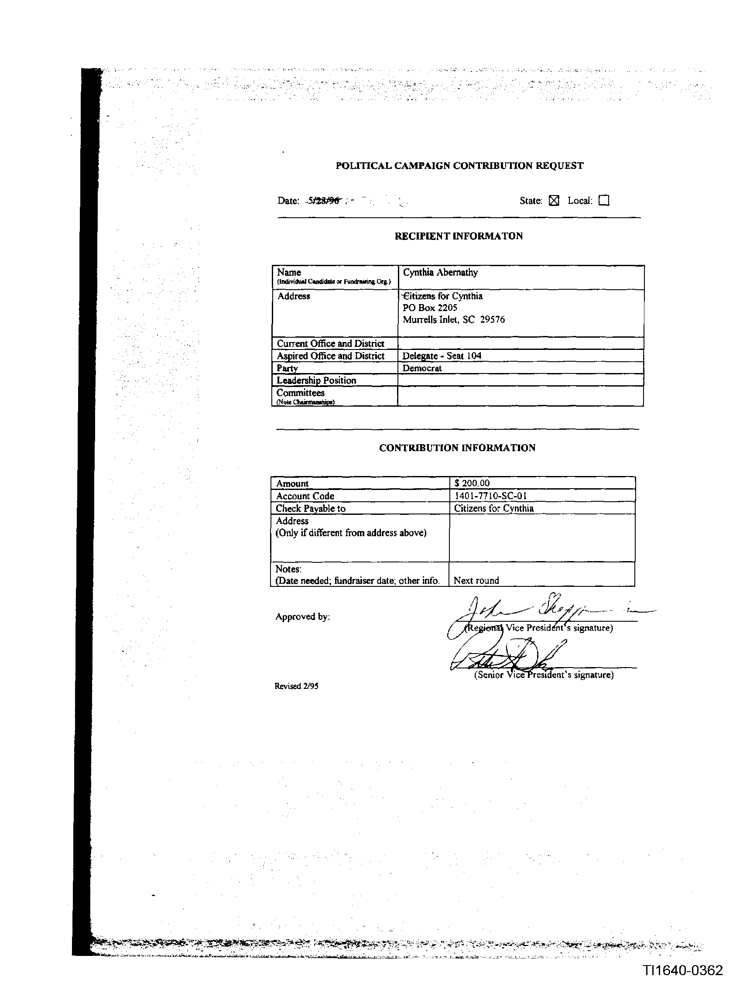 POLITICAL CAMPAIGN CONTRIBUTION REQUEST
Date: 5/28/96 State: ☒ Local: ☐
RECIPIENT INFORMATON
Name Cynthia Abernathy
(Individual Candidate or Fundraising Org.)
Address Citizens for Cynthia
PO Box 2205
Murrells Inlet, SC 29576
Current Office and District
Aspired Office and District Delegate - Seat 104
Party Democrat
Leadership Position
Committees
(Note Chairmanships)
CONTRIBUTION INFORMATION
Amount $ 200.00
Account Code 1401-7710-SC-01
Check Payable to Citizens for Cynthia
Address
(Only if different from address above)
Notes:
(Date needed; fundraiser date; other info. Next round
Approved by:
John
(Regional Vice President's signature)
(Senior Vice President's signature)
Revised 2/95
TI1640-0362